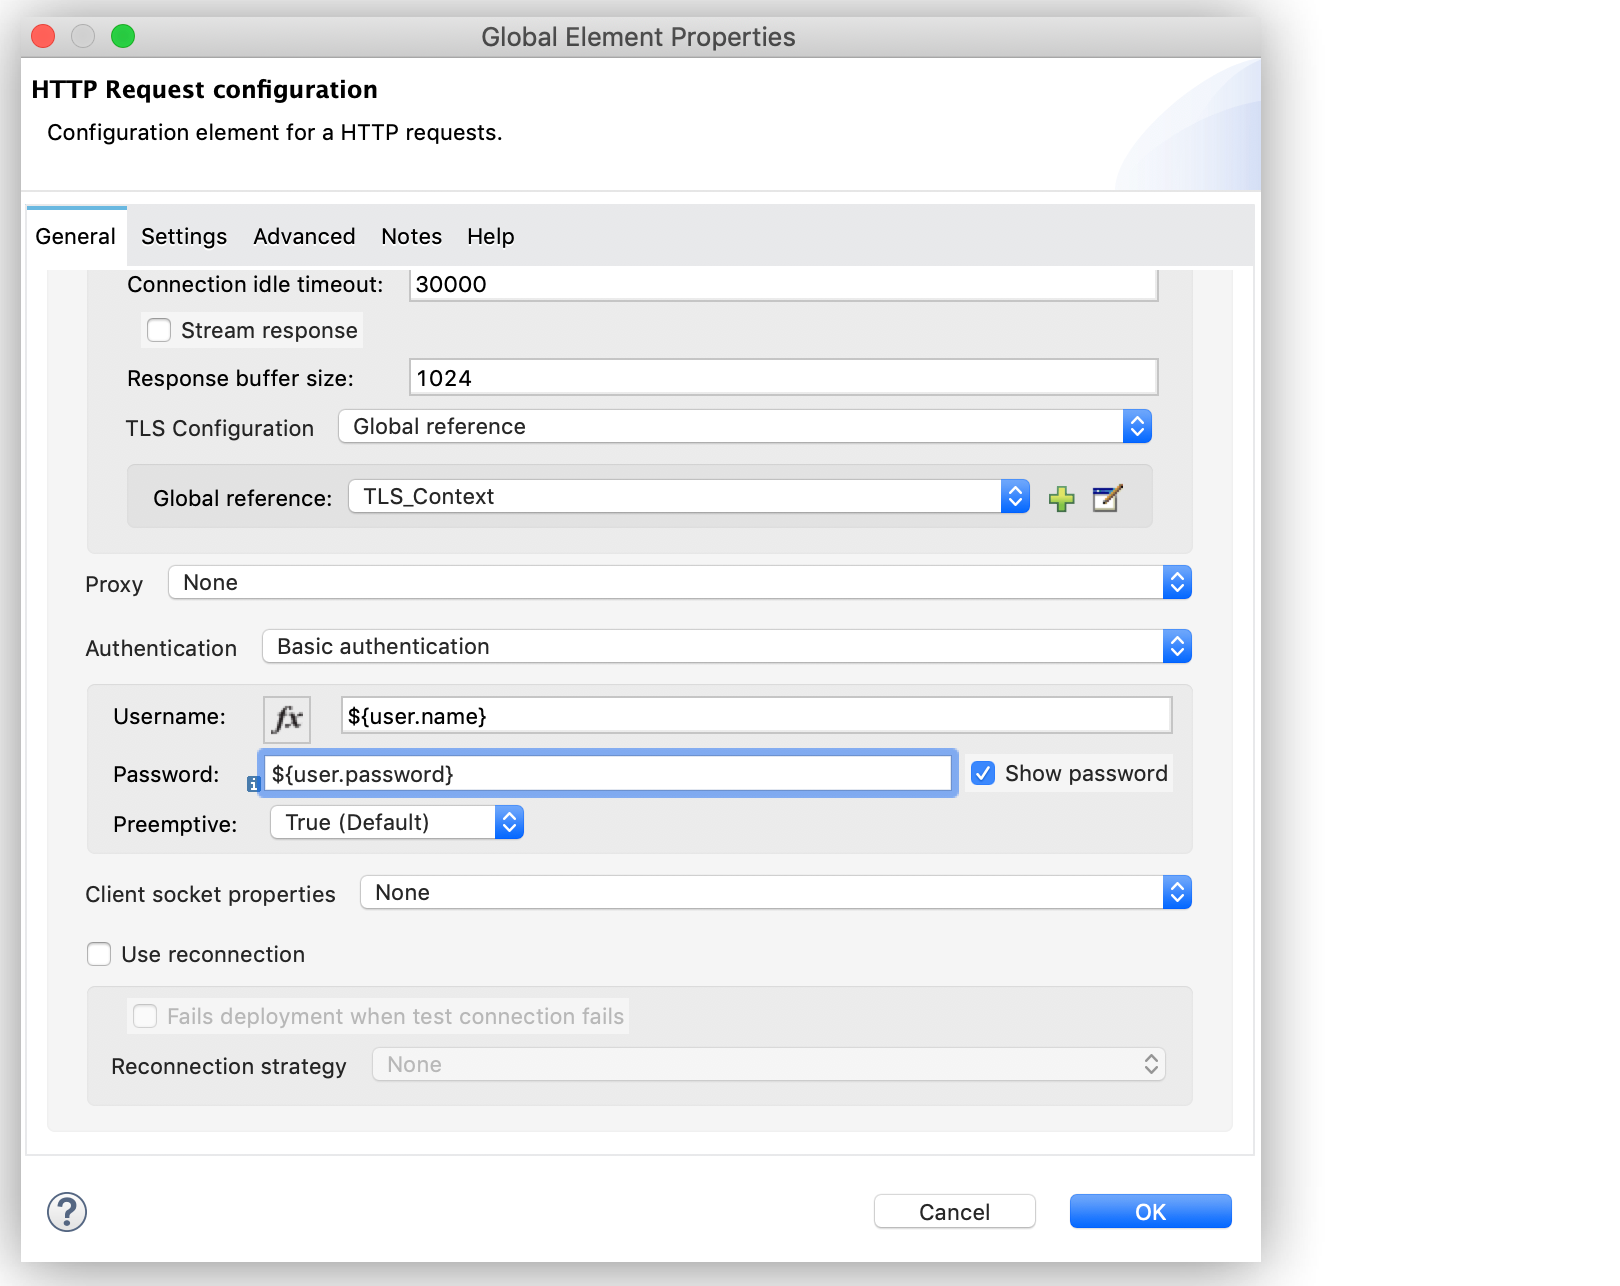 Global Element Properties
HTTP Request configuration
Configuration element for a HTTP requests.
General Settings Advanced Notes Help
Connection idle timeout: 30000
Stream response
Response buffer size: 1024
TLS Configuration Global reference
Global reference: TLS_Context
Proxy None
Authentication Basic authentication
Username: fx ${user.name}
Password: i ${user.password} Show password
Preemptive: True (Default)
Client socket properties None
Use reconnection
Fails deployment when test connection fails
Reconnection strategy None
? Cancel OK